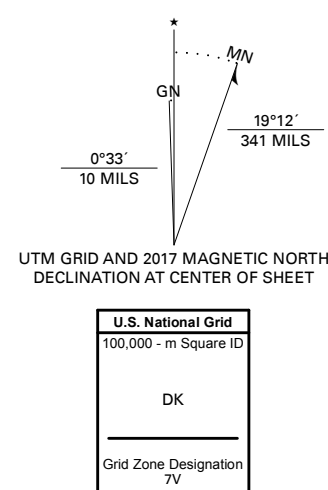 ★
MN
GN
19°12´
341 MILS
0°33´
10 MILS
UTM GRID AND 2017 MAGNETIC NORTH
DECLINATION AT CENTER OF SHEET
U.S. National Grid
100,000 - m Square ID
DK
Grid Zone Designation
7V